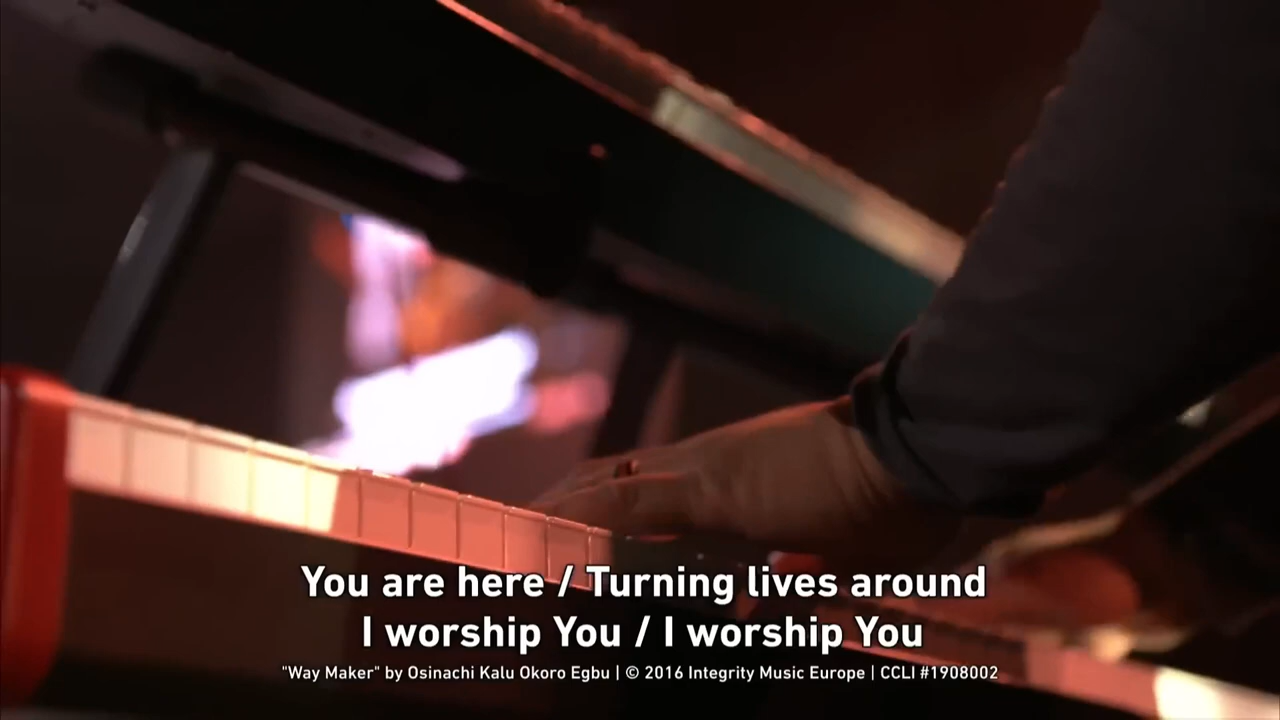 You are here / Turning lives around
I worship You / I worship You
"Way Maker" by Osinachi Kalu Okoro Egbu | © 2016 Integrity Music Europe | CCLI #1908002